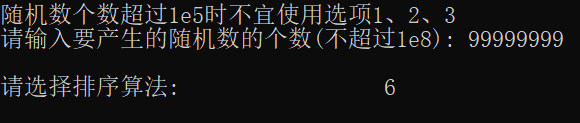 随机数个数超过1e5时不宜使用选项1、2、3
请输入要产生的随机数的个数(不超过1e8): 99999999
请选择排序算法: 6